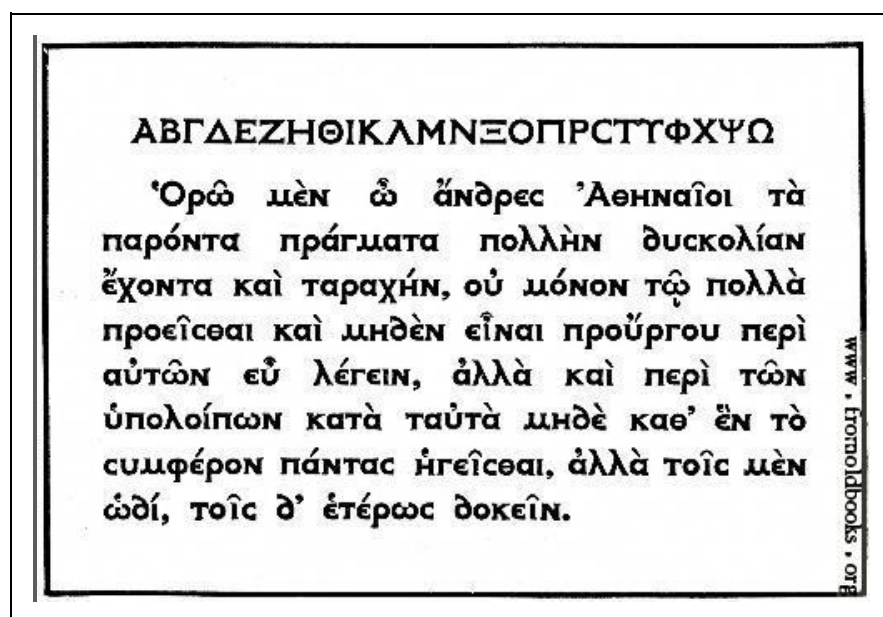 ΑΒΓΔΕΖΗΘΙΚΛΜΝΞΟΠΡϹΤΥΦΧΨΩ
Ὁρῶ μὲν ὦ ἄνδρεϲ Ἀθηναῖοι τὰ
παρόντα πράγματα πολλὴν δυϲκολίαν
ἔχοντα καὶ ταραχήν, οὐ μόνον τῷ πολλὰ
προεῖϲθαι καὶ μηδὲν εἶναι προὔργου περὶ
αὐτῶν εὖ λέγειν, ἀλλὰ καὶ περὶ τῶν
ὑπολοίπων κατὰ ταὐτὰ μηδὲ καθ’ ἓν τὸ
ϲυμφέρον πάνταϲ ἡγεῖϲθαι, ἀλλὰ τοῖϲ μὲν
ὡδί, τοῖϲ δ’ ἑτέρωϲ δοκεῖν.
www.fromoldbooks.org